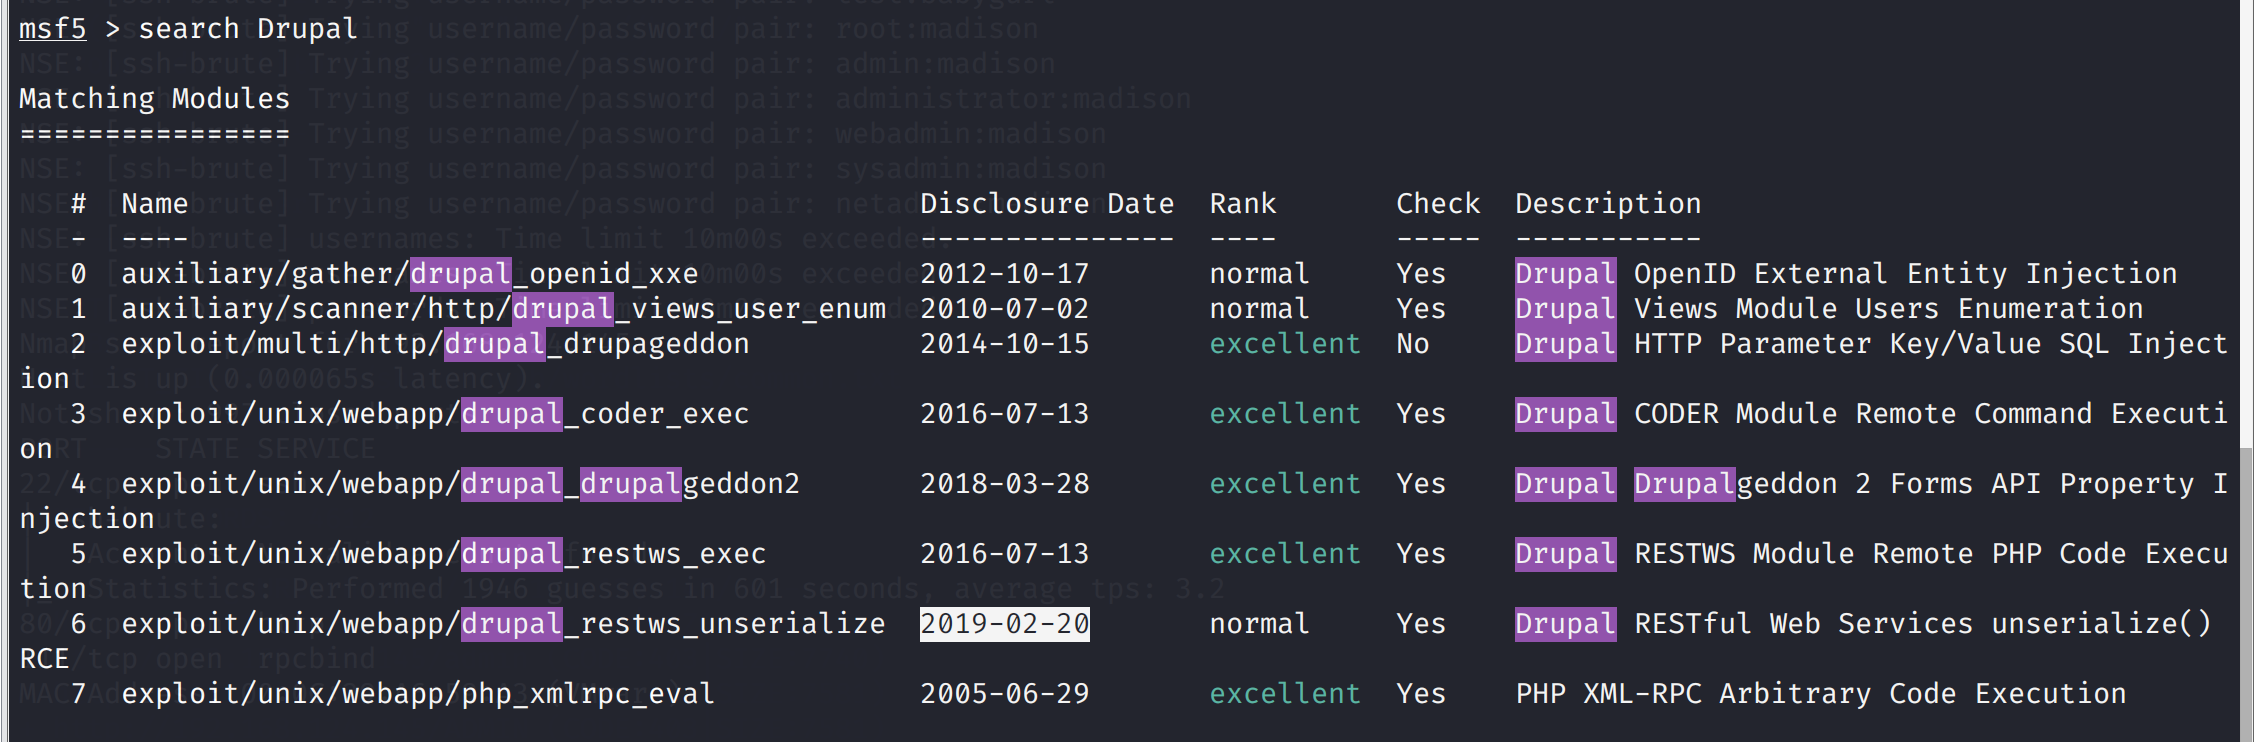 msf5 > search Drupal
Matching Modules
================
   #  Name                                           Disclosure Date  Rank       Check  Description
   -  ----                                           ---------------  ----       -----  -----------
   0  auxiliary/gather/drupal_openid_xxe             2012-10-17       normal     Yes    Drupal OpenID External Entity Injection
   1  auxiliary/scanner/http/drupal_views_user_enum  2010-07-02       normal     Yes    Drupal Views Module Users Enumeration
   2  exploit/multi/http/drupal_drupageddon          2014-10-15       excellent  No     Drupal HTTP Parameter Key/Value SQL Inject
ion
   3  exploit/unix/webapp/drupal_coder_exec          2016-07-13       excellent  Yes    Drupal CODER Module Remote Command Executi
on
   4  exploit/unix/webapp/drupal_drupalgeddon2       2018-03-28       excellent  Yes    Drupal Drupalgeddon 2 Forms API Property I
njection
   5  exploit/unix/webapp/drupal_restws_exec         2016-07-13       excellent  Yes    Drupal RESTWS Module Remote PHP Code Execu
tion
   6  exploit/unix/webapp/drupal_restws_unserialize  2019-02-20       normal     Yes    Drupal RESTful Web Services unserialize()
RCE
   7  exploit/unix/webapp/php_xmlrpc_eval            2005-06-29       excellent  Yes    PHP XML-RPC Arbitrary Code Execution